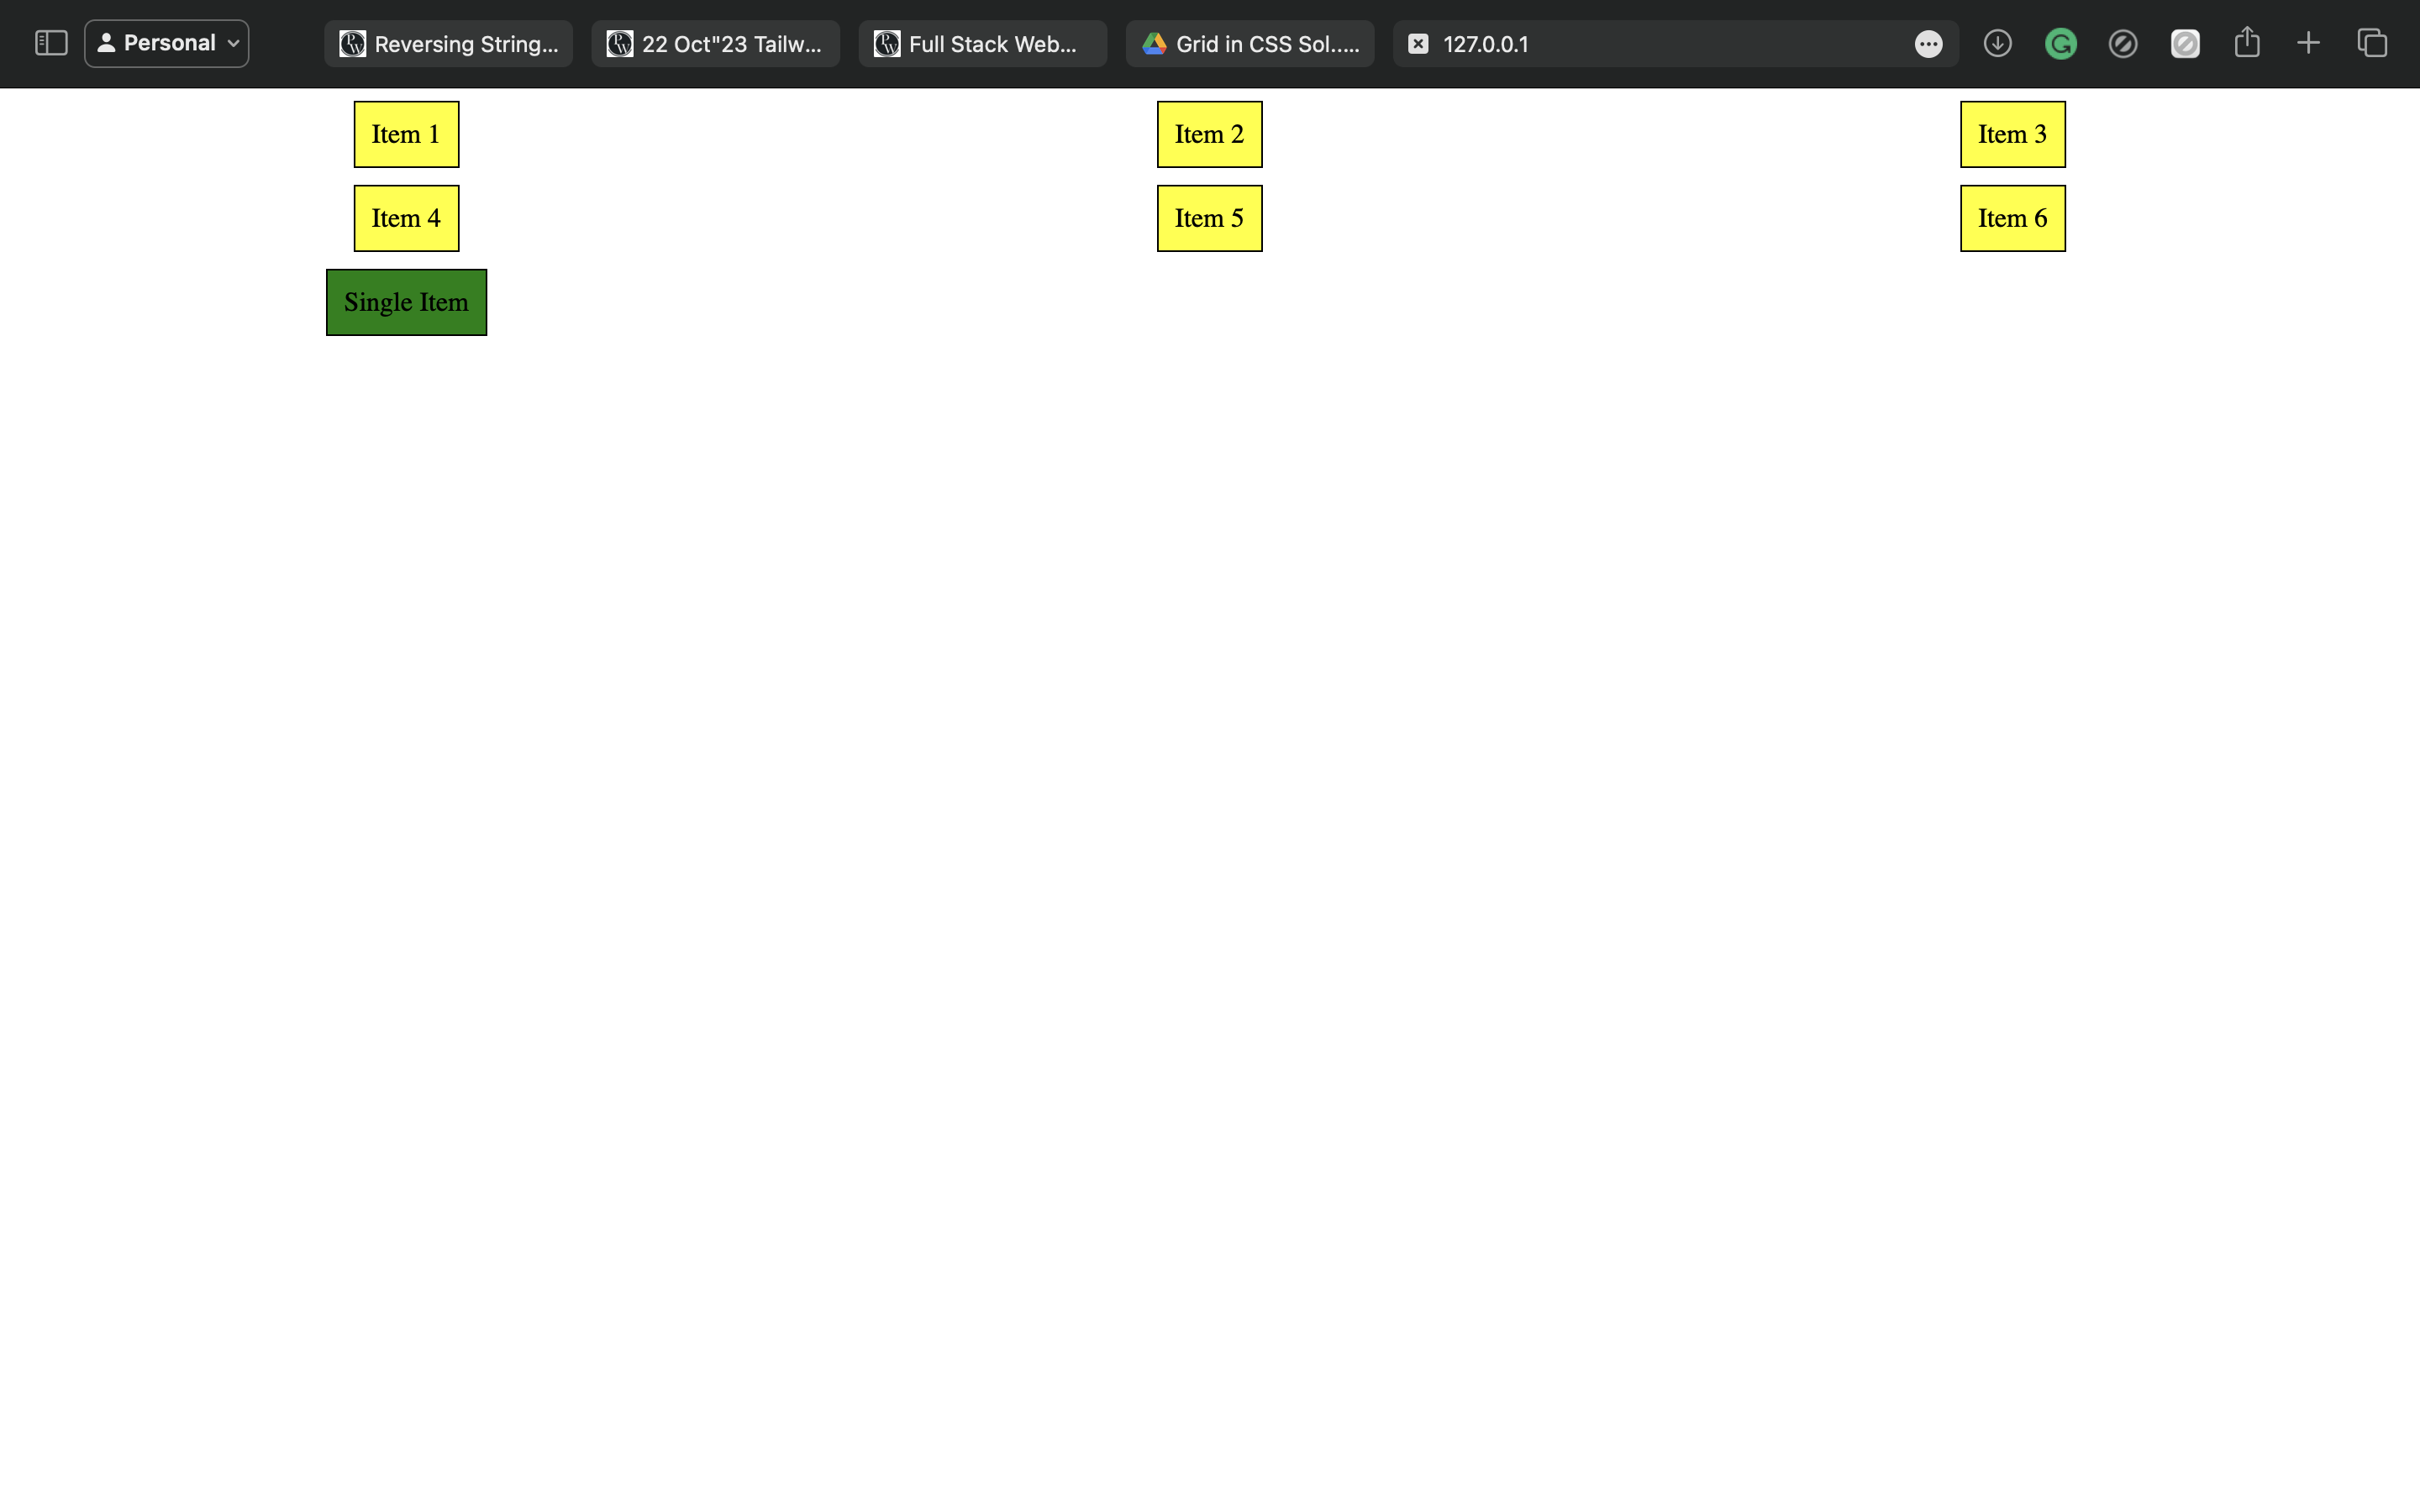 Personal
Reversing String...
22 Oct"23 Tailw...
Full Stack Web...
Grid in CSS Sol.....
127.0.0.1
Item 1
Item 2
Item 3
Item 4
Item 5
Item 6
Single Item